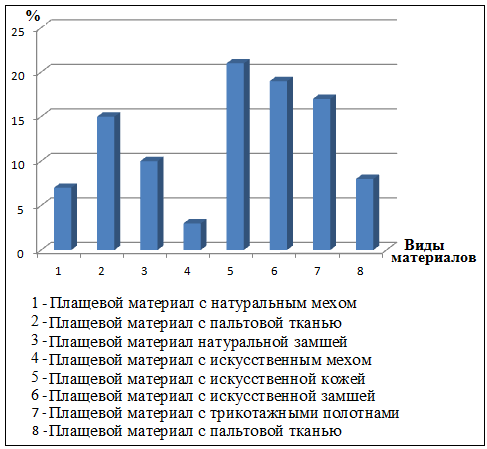 %
25
20
15
10
5
0
1 2 3 4 5 6 7 8
Виды
материалов
1 - Плащевой материал с натуральным мехом
2 - Плащевой материал с пальтовой тканью
3 - Плащевой материал натуральной замшей
4 - Плащевой материал с искусственным мехом
5 - Плащевой материал с искусственной кожей
6 - Плащевой материал с искусственной замшей
7 - Плащевой материал с трикотажными полотнами
8 - Плащевой материал с пальтовой тканью